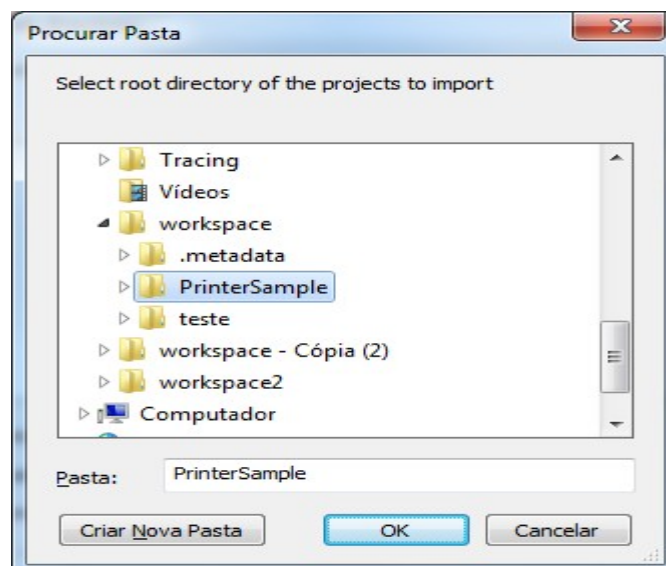 Procurar Pasta
Select root directory of the projects to import
Tracing
Vídeos
workspace
.metadata
PrinterSample
teste
workspace - Cópia (2)
workspace2
Computador
Pasta: PrinterSample
Criar Nova Pasta OK Cancelar